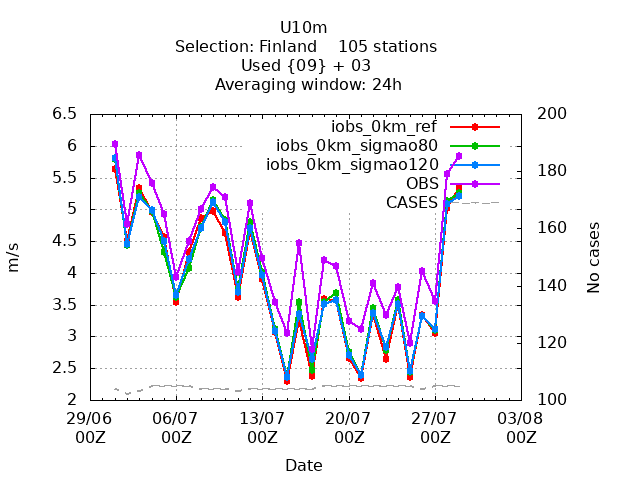 U10m
Selection: Finland    105 stations
Used {09} + 03
Averaging window: 24h
6.5
6
5.5
5
4.5
4
3.5
3
2.5
2
m/s
iobs_0km_ref
iobs_0km_sigmao80
iobs_0km_sigmao120
OBS
CASES
200
180
160
140
120
100
No cases
29/06 00Z
06/07 00Z
13/07 00Z
20/07 00Z
27/07 00Z
03/08 00Z
Date